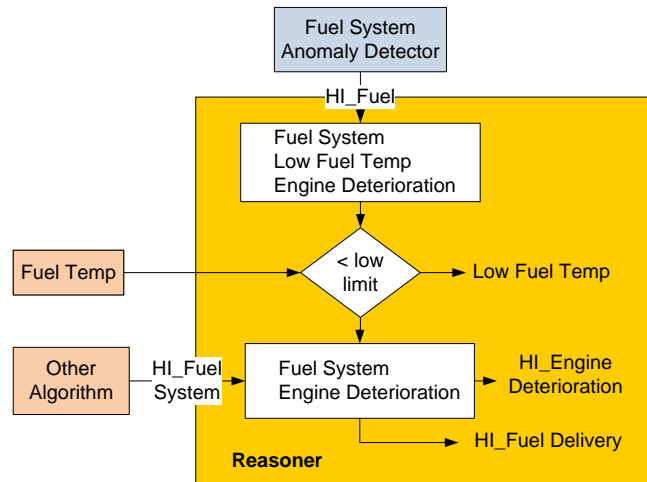 Fuel System
Anomaly Detector
HI_Fuel
Fuel System
Low Fuel Temp
Engine Deterioration
Fuel Temp
< low
limit
Low Fuel Temp
Other
Algorithm
HI_Fuel
System
Fuel System
Engine Deterioration
HI_Engine
Deterioration
HI_Fuel Delivery
Reasoner